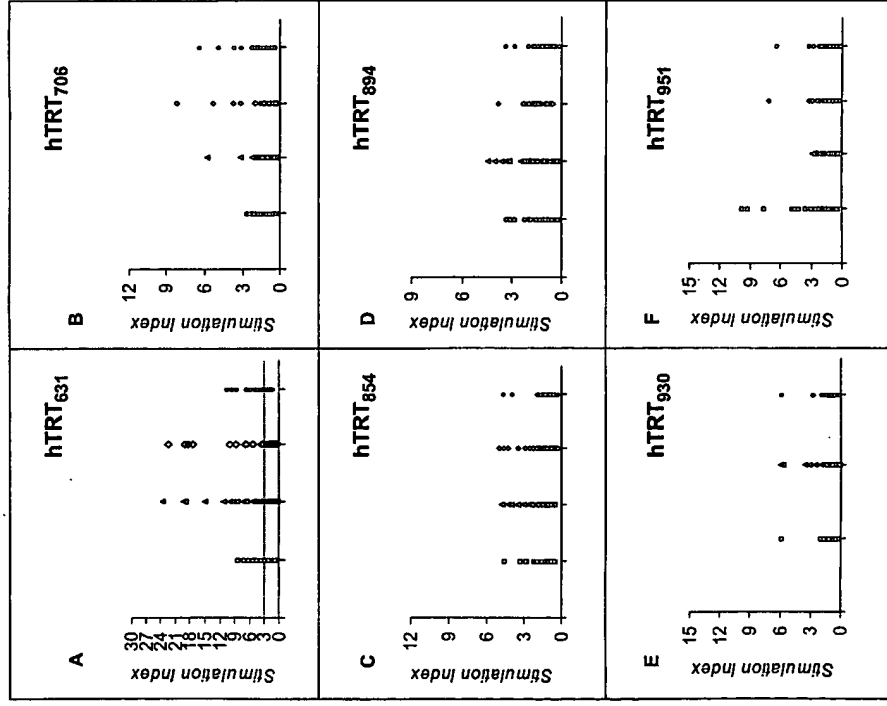 A
hTRT631
Stimulation Index
30
27
24
21
18
15
12
9
6
3
0
B
hTRT706
Stimulation Index
12
9
6
3
0
C
hTRT854
Stimulation Index
9
6
3
0
D
hTRT894
Stimulation Index
9
6
3
0
E
hTRT930
Stimulation Index
15
12
9
6
3
0
F
hTRT951
Stimulation Index
15
12
9
6
3
0